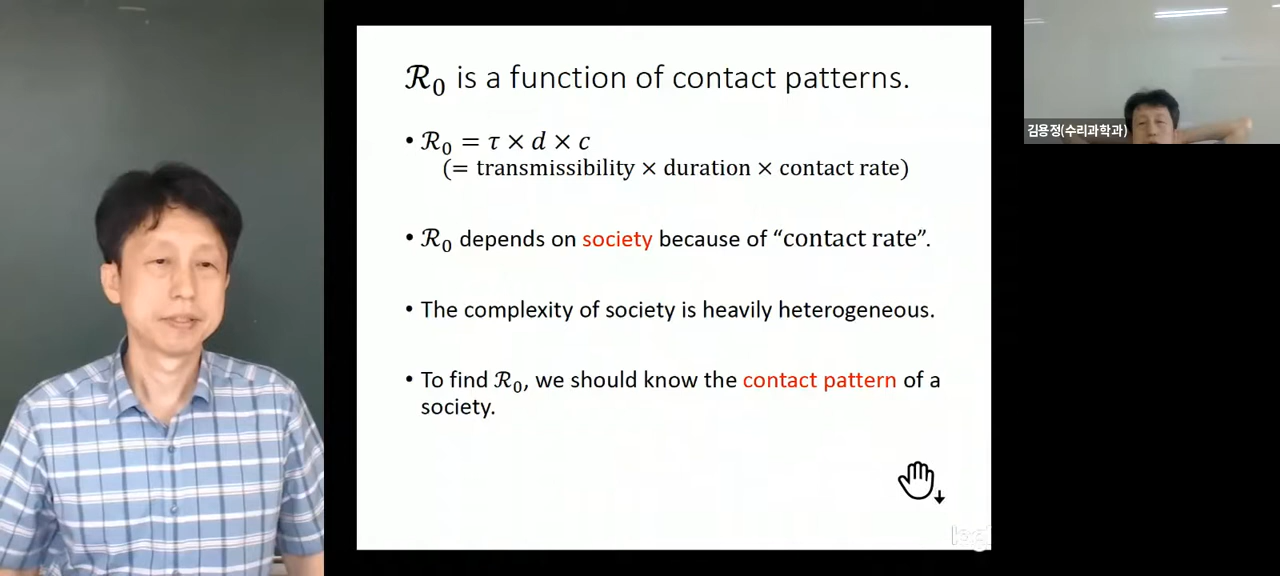 ℛ₀ is a function of contact patterns.
• ℛ₀ = τ × d × c
(= transmissibility × duration × contact rate)
• ℛ₀ depends on society because of “contact rate”.
• The complexity of society is heavily heterogeneous.
• To find ℛ₀, we should know the contact pattern of a
society.
김용정(수리과학과)